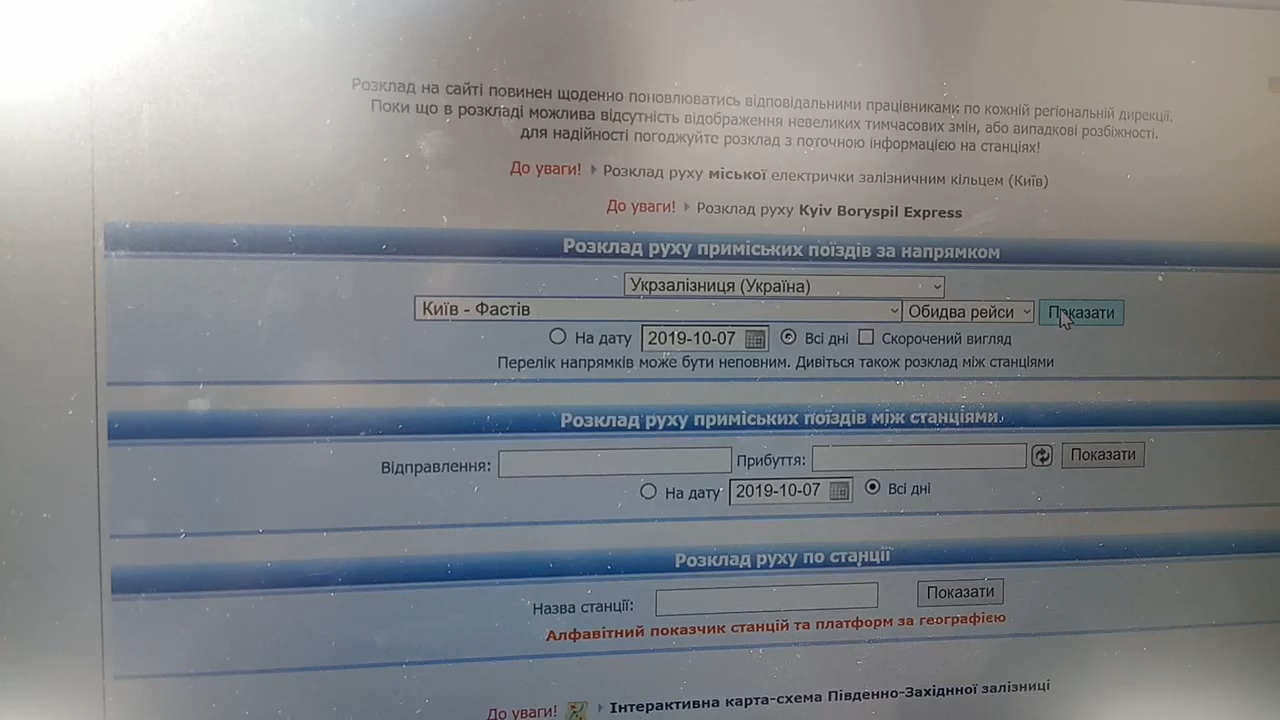 Розклад на сайті повинен щоденно поновлюватись відповідальними працівниками по кожній регіональній дирекції.
Поки що в розкладі можлива відсутність відображення невеликих тимчасових змін, або випадкові розбіжності.
для надійності погоджуйте розклад з поточною інформацією на станціях!
До уваги! Розклад руху міської електрички залізничним кільцем (Київ)
До уваги! Розклад руху Kyiv Boryspil Express
Розклад руху приміських поїздів за напрямком
Укрзалізниця (Україна)
Київ - Фастів Обидва рейси Показати
На дату 2019-10-07 Всі дні Скорочений вигляд
Перелік напрямків може бути неповним. Дивіться також розклад між станціями
Розклад руху приміських поїздів між станціями.
Відправлення: Прибуття: Показати
На дату 2019-10-07 Всі дні
Розклад руху по станції
Назва станції: Показати
Алфавітний показчик станцій та платформ за географією
До уваги! Інтерактивна карта-схема Південно-Західнної залізниці